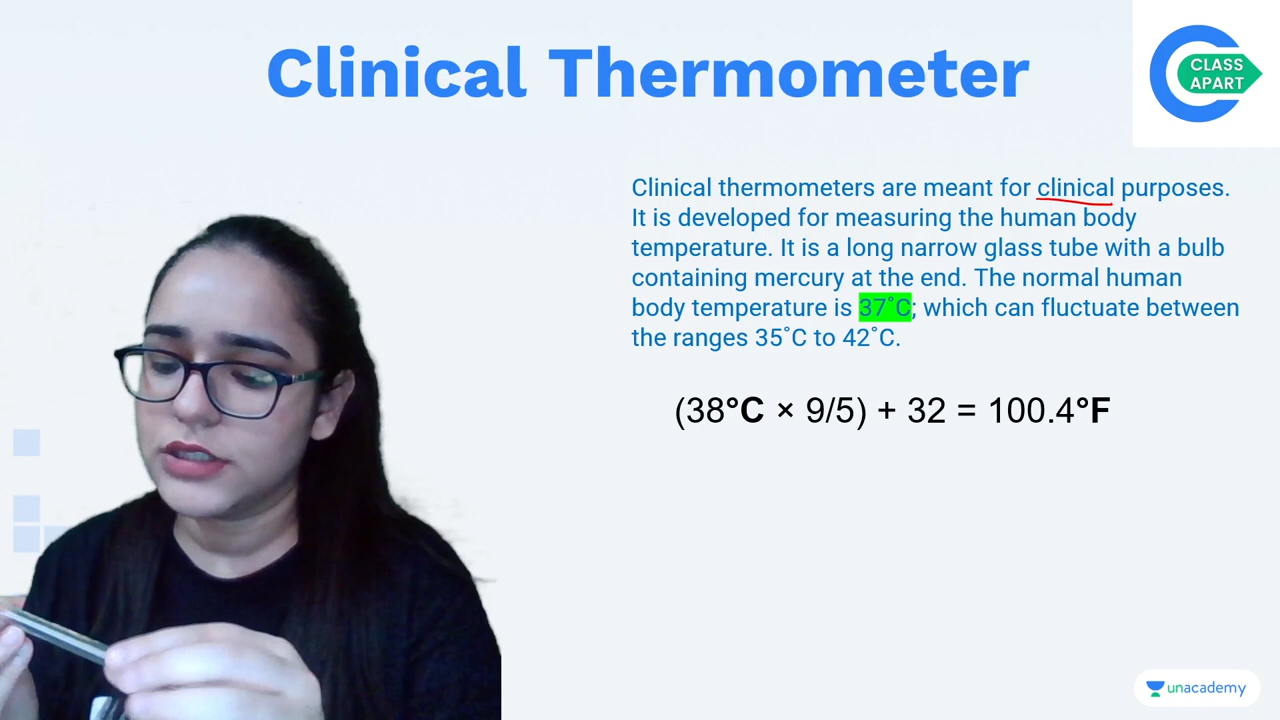 Clinical Thermometer
CLASS
APART
Clinical thermometers are meant for clinical purposes.
It is developed for measuring the human body
temperature. It is a long narrow glass tube with a bulb
containing mercury at the end. The normal human
body temperature is 37˚C; which can fluctuate between
the ranges 35˚C to 42˚C.
(38°C × 9/5) + 32 = 100.4°F
unacademy